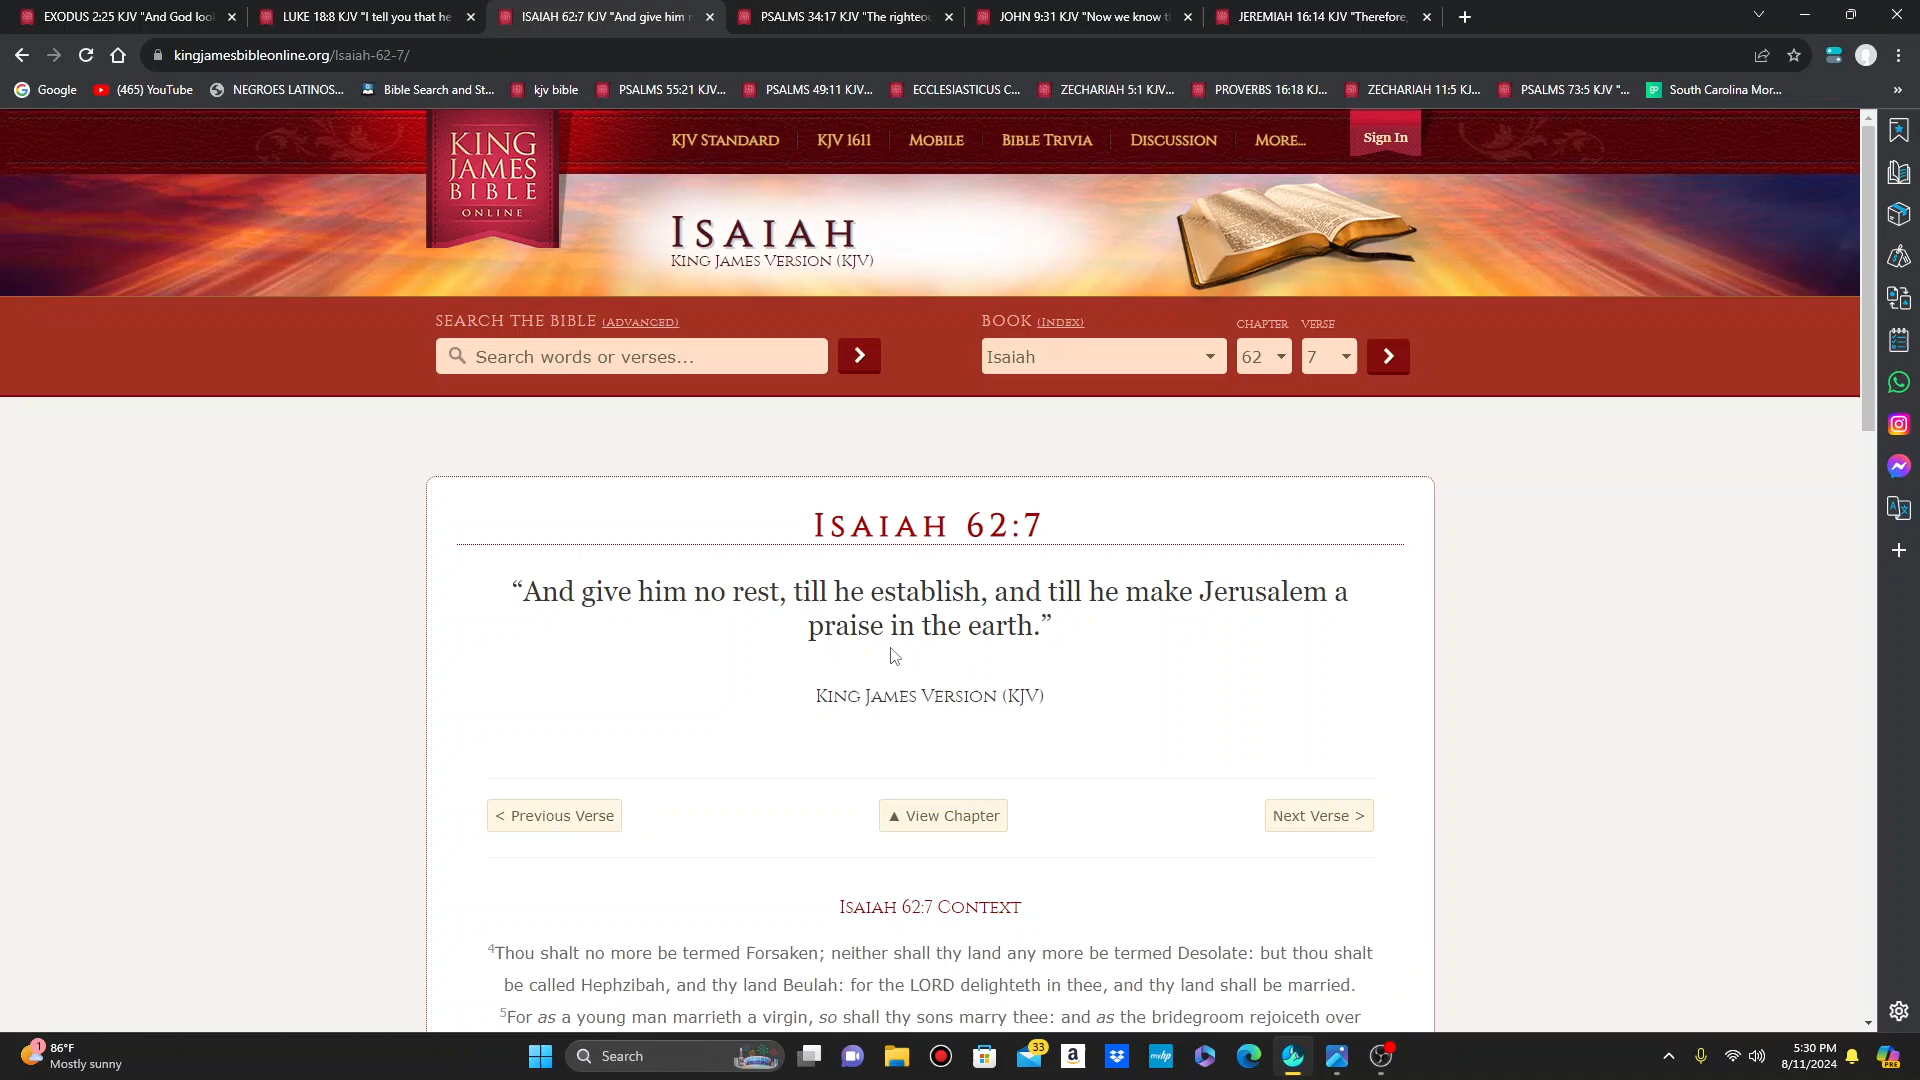 EXODUS 2:25 KJV "And God loo
LUKE 18:8 KJV "I tell you that he
ISAIAH 62:7 KJV "And give him
PSALMS 34:17 KJV "The righteou
JOHN 9:31 KJV "Now we know t
JEREMIAH 16:14 KJV "Therefore,
kingjamesbibleonline.org/Isaiah-62-7/
Google
(465) YouTube
NEGROES LATINOS...
Bible Search and St...
kjv bible
PSALMS 55:21 KJV...
PSALMS 49:11 KJV...
ECCLESIASTICUS C...
ZECHARIAH 5:1 KJV...
PROVERBS 16:18 KJ...
ZECHARIAH 11:5 KJ...
PSALMS 73:5 KJV "...
South Carolina Mor...
KING
JAMES
BIBLE
ONLINE
KJV STANDARD
KJV 1611
MOBILE
BIBLE TRIVIA
DISCUSSION
MORE...
Sign In
ISAIAH
KING JAMES VERSION (KJV)
SEARCH THE BIBLE (ADVANCED)
Search words or verses...
BOOK (INDEX)
CHAPTER
VERSE
Isaiah
62
7
ISAIAH 62:7
“And give him no rest, till he establish, and till he make Jerusalem a
praise in the earth.”
KING JAMES VERSION (KJV)
< Previous Verse
▲ View Chapter
Next Verse >
ISAIAH 62:7 CONTEXT
4Thou shalt no more be termed Forsaken; neither shall thy land any more be termed Desolate: but thou shalt
be called Hephzibah, and thy land Beulah: for the LORD delighteth in thee, and thy land shall be married.
5For as a young man marrieth a virgin, so shall thy sons marry thee: and as the bridegroom rejoiceth over
1
86°F
Mostly sunny
Search
33
a
myhp
5:30 PM
8/11/2024
PRE